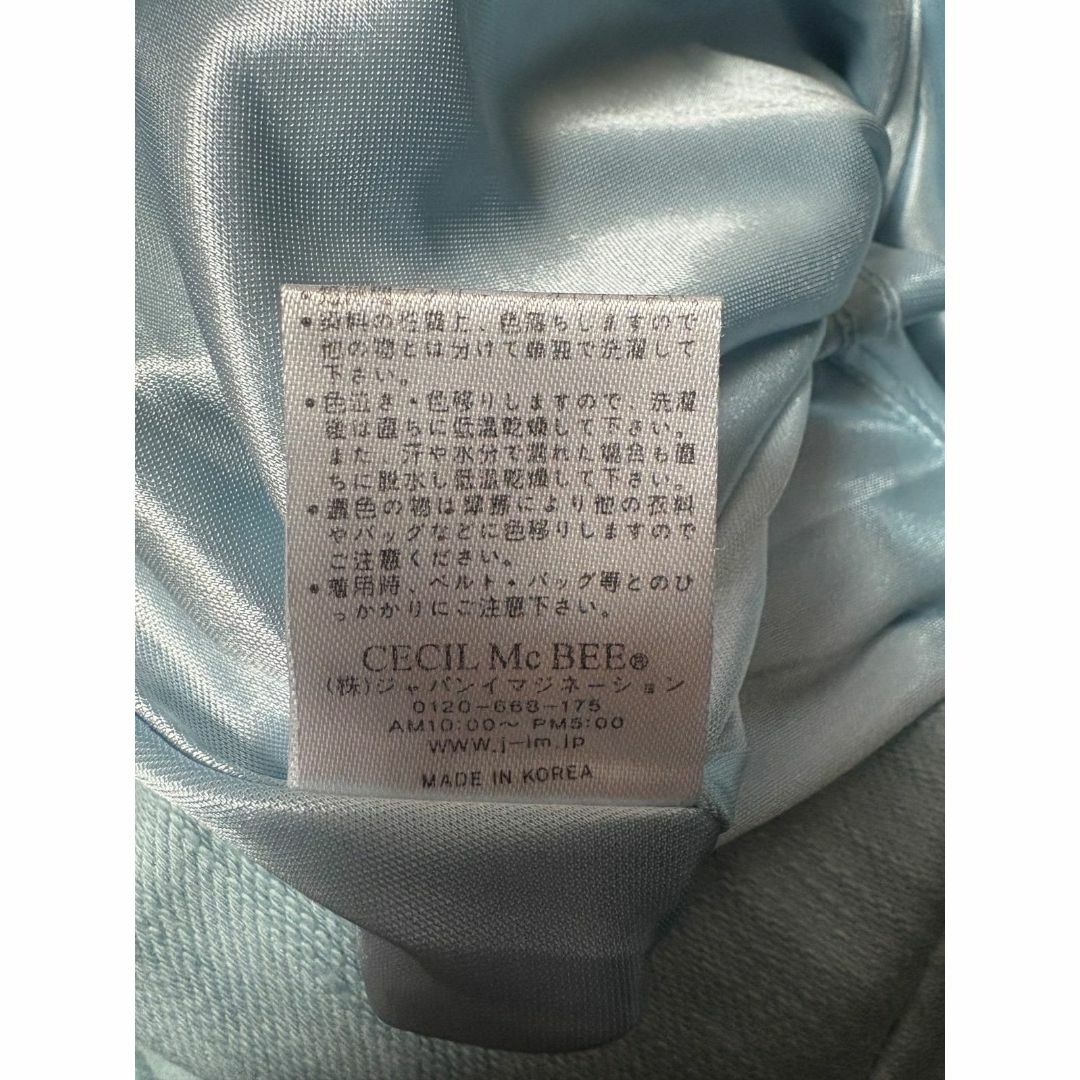 •染料の性質上、色落ちしますので
他の物とは分けて単独で洗濯して
下さい。
•色泣き・色移りしますので、洗濯
後は直ちに低温乾燥して下さい。
また、汗や水分で濡れた場合も直
ちに脱水し低温乾燥して下さい。
•濃色の物は摩擦により他の衣料
やバッグなどに色移りしますので
ご注意ください。
•着用時、ベルト・バッグ等とのひ
っかかりにご注意下さい。
CECIL Mc BEE®
(株)ジャパンイマジネーション
0120-668-175
AM10:00〜 PM5:00
www.j-im.jp
MADE IN KOREA